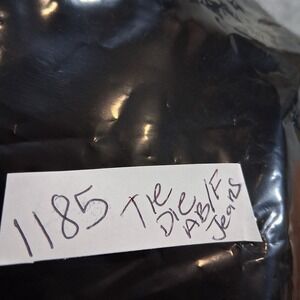 1185
Tie
Die
AB/F
Jeans